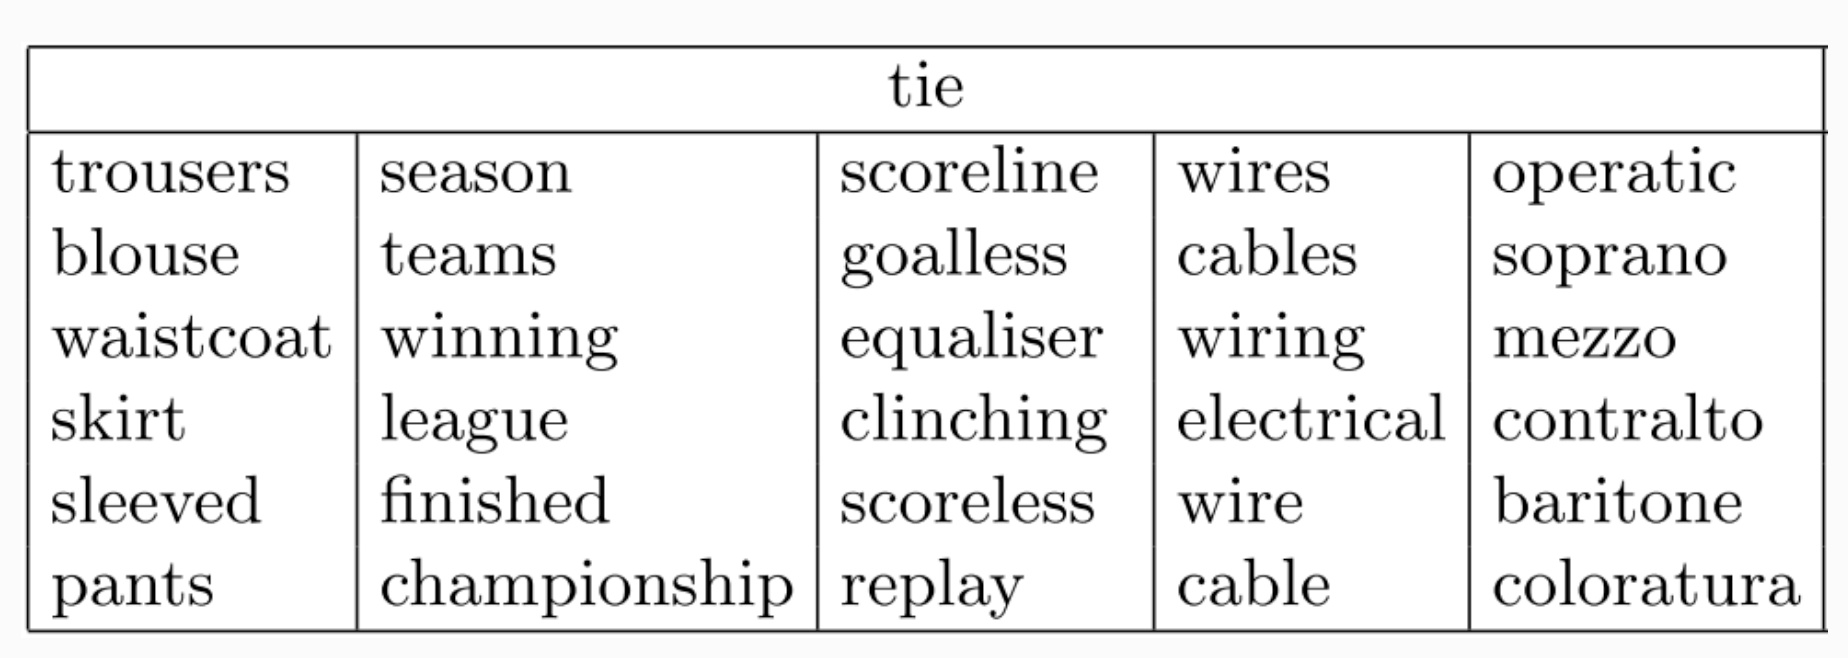 tie
trousers season scoreline wires operatic
blouse teams goalless cables soprano
waistcoat winning equaliser wiring mezzo
skirt league clinching electrical contralto
sleeved finished scoreless wire baritone
pants championship replay cable coloratura